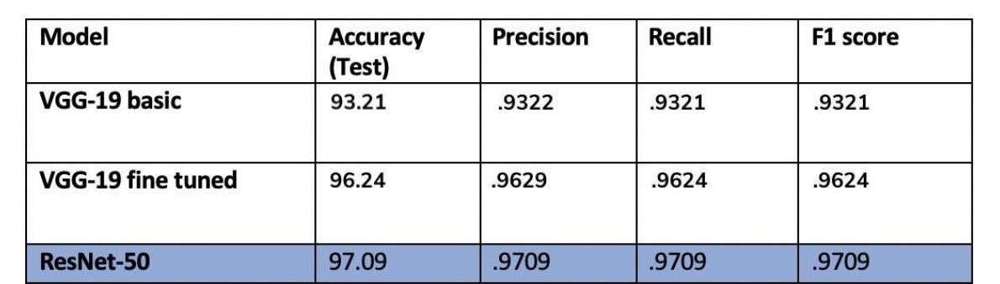 Model Accuracy Precision Recall F1 score
(Test)
VGG-19 basic 93.21 .9322 .9321 .9321
VGG-19 fine tuned 96.24 .9629 .9624 .9624
ResNet-50 97.09 .9709 .9709 .9709